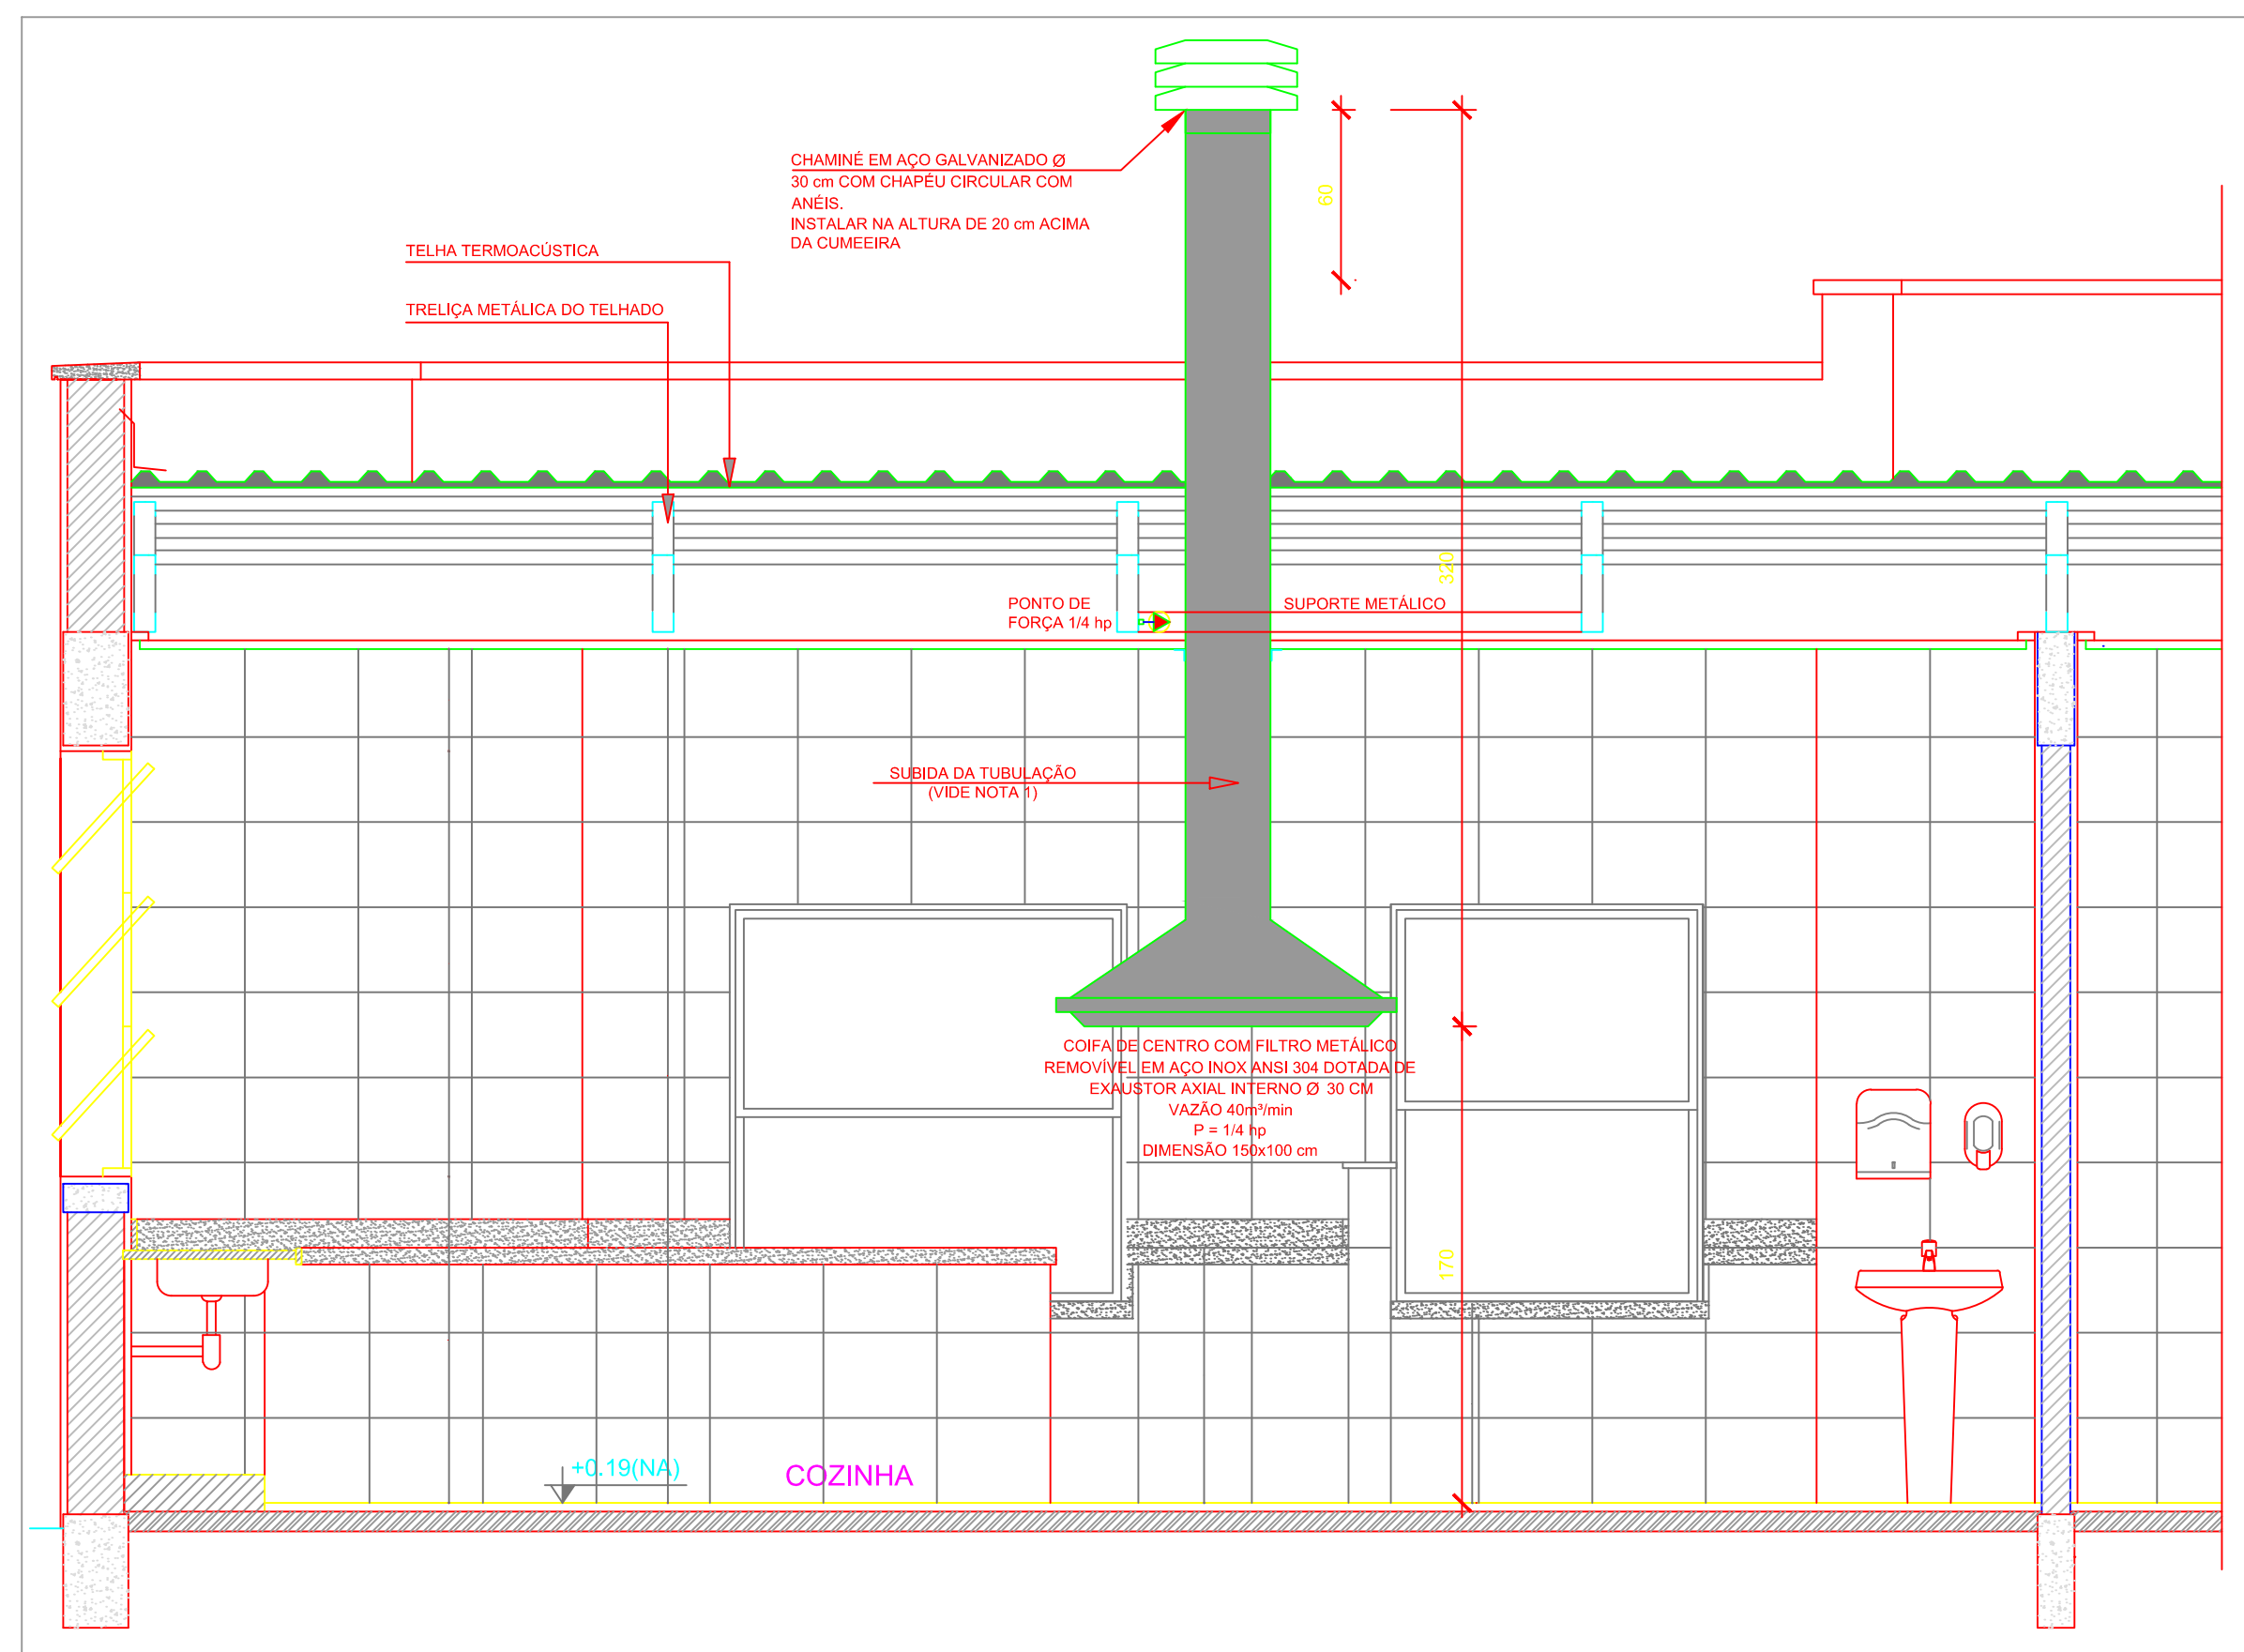 CHAMINÉ EM AÇO GALVANIZADO Ø
30 cm COM CHAPÉU CIRCULAR COM
ANÉIS.
INSTALAR NA ALTURA DE 20 cm ACIMA
DA CUMEEIRA
60
TELHA TERMOACÚSTICA
TRELIÇA METÁLICA DO TELHADO
320
PONTO DE
FORÇA 1/4 hp
SUPORTE METÁLICO
SUBIDA DA TUBULAÇÃO
(VIDE NOTA 1)
COIFA DE CENTRO COM FILTRO METÁLICO
REMOVÍVEL EM AÇO INOX ANSI 304 DOTADA DE
EXAUSTOR AXIAL INTERNO Ø 30 CM
VAZÃO 40m³/min
P = 1/4 hp
DIMENSÃO 150x100 cm
170
+0.19(NA)
COZINHA